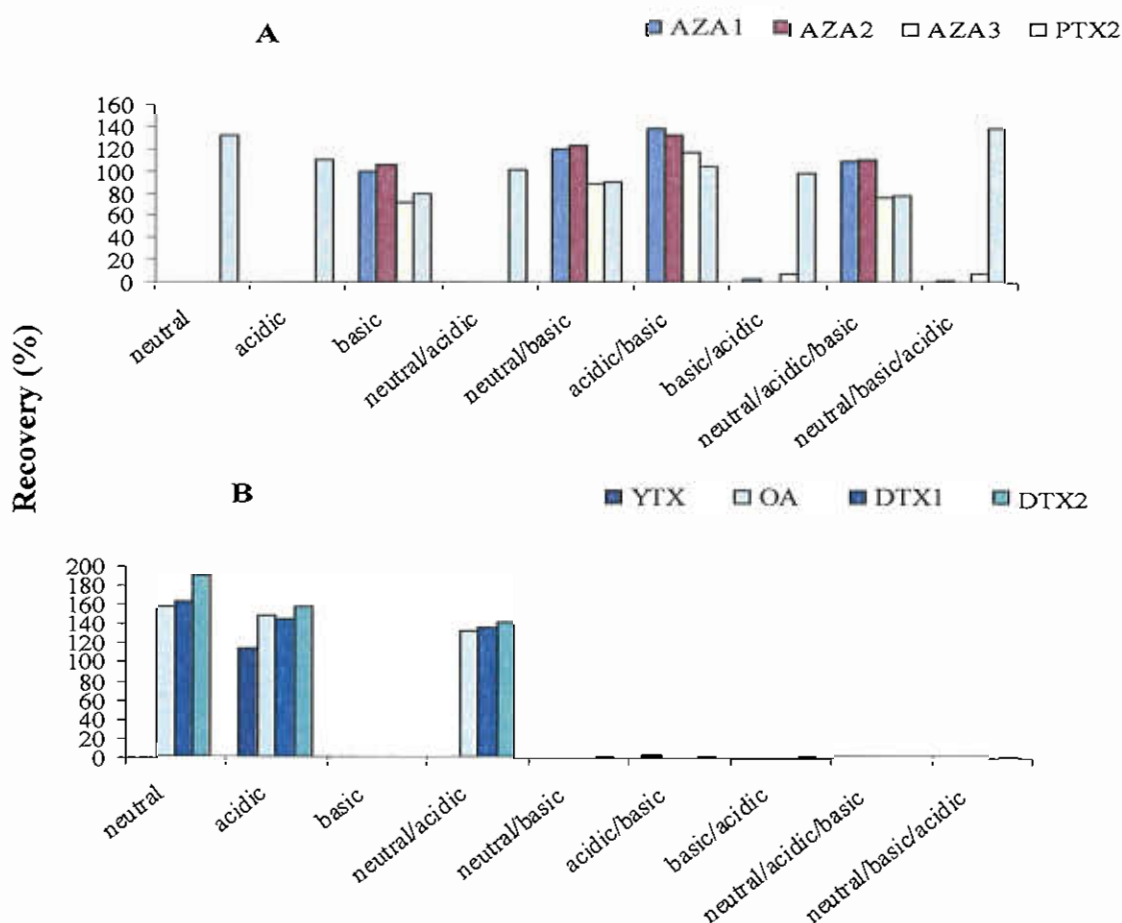 A
AZA1 AZA2 AZA3 PTX2
160
140
120
100
80
60
40
20
0
neutral
acidic
basic
neutral/acidic
neutral/basic
acidic/basic
basic/acidic
neutral/acidic/basic
neutral/basic/acidic
Recovery (%)
B
YTX OA DTX1 DTX2
200
180
160
140
120
100
80
60
40
20
0
neutral
acidic
basic
neutral/acidic
neutral/basic
acidic/basic
basic/acidic
neutral/acidic/basic
neutral/basic/acidic